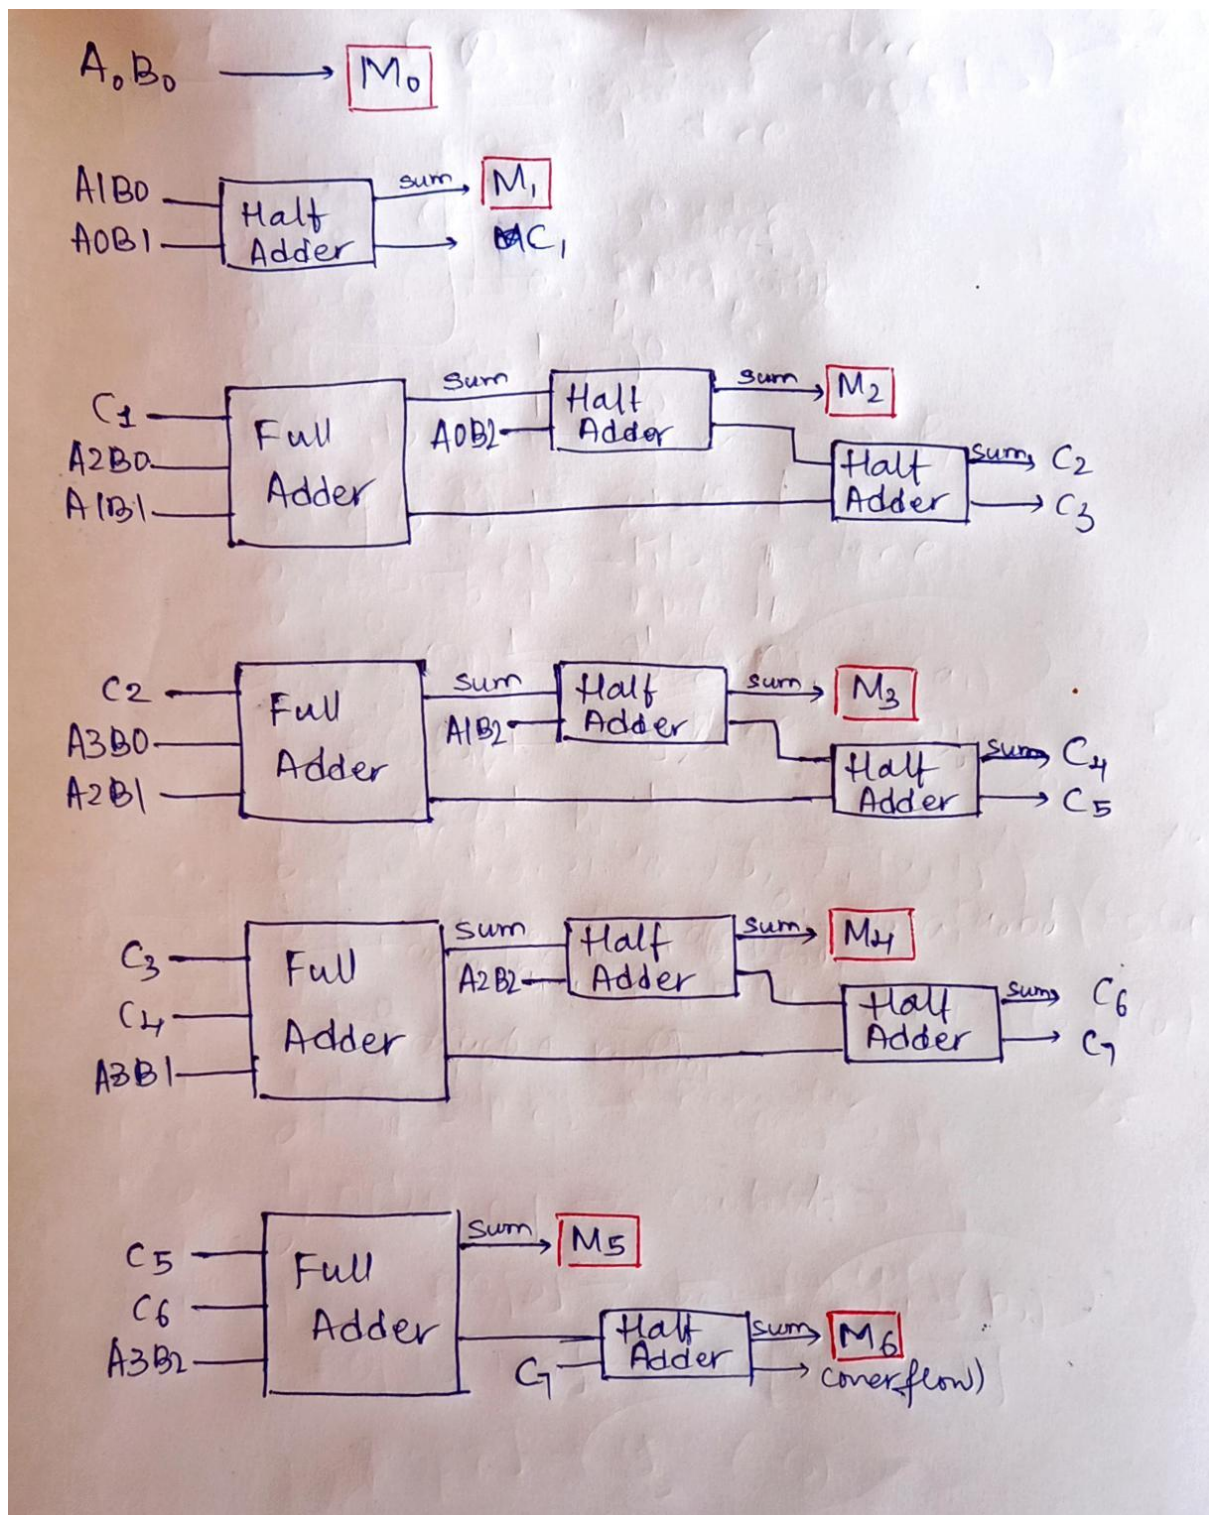 A₀B₀ → M₀
A1B0 sum M₁
Half Adder
A0B1 C₁
C1 Full Adder sum Half Adder sum M2
A0B2
A2B0 Half Adder sum C2
A1B1 C3
C2 Full Adder sum Half Adder sum M3
A1B2
A3B0 Half Adder sum C4
A2B1 C5
C3 Full Adder sum Half Adder sum M4
A2B2
C4 Half Adder sum C6
A3B1 C7
C5 Full Adder sum M5
C6 Half Adder sum M6
A3B2 C7